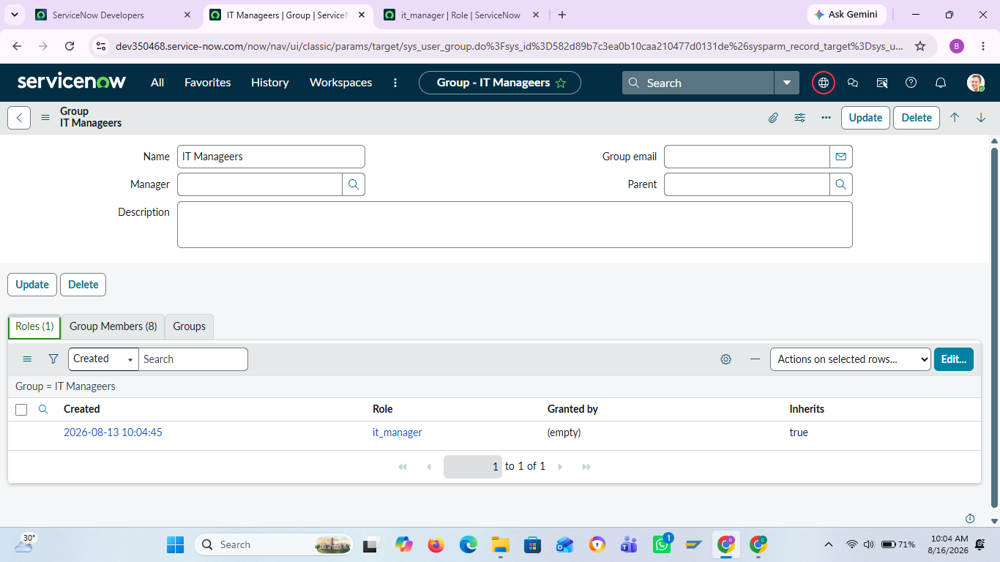 ServiceNow Developers
IT Manageers | Group | ServiceN
it_manager | Role | ServiceNow
Ask Gemini
dev350468.service-now.com/now/nav/ui/classic/params/target/sys_user_group.do%3Fsys_id%3D582d89b7c3ea0b10caa210477d0131de%26sysparm_record_target%3Dsys_u...
B
servicenow
All
Favorites
History
Workspaces
Group - IT Manageers
Search
Group
IT Manageers
Update
Delete
Name
IT Manageers
Group email
Manager
Parent
Description
Update
Delete
Roles (1)
Group Members (8)
Groups
Created
Search
Actions on selected rows...
Edit...
Group = IT Manageers
Created
Role
Granted by
Inherits
2026-08-13 10:04:45
it_manager
(empty)
true
1 to 1 of 1
30°
Search
1
71%
10:04 AM
8/16/2026